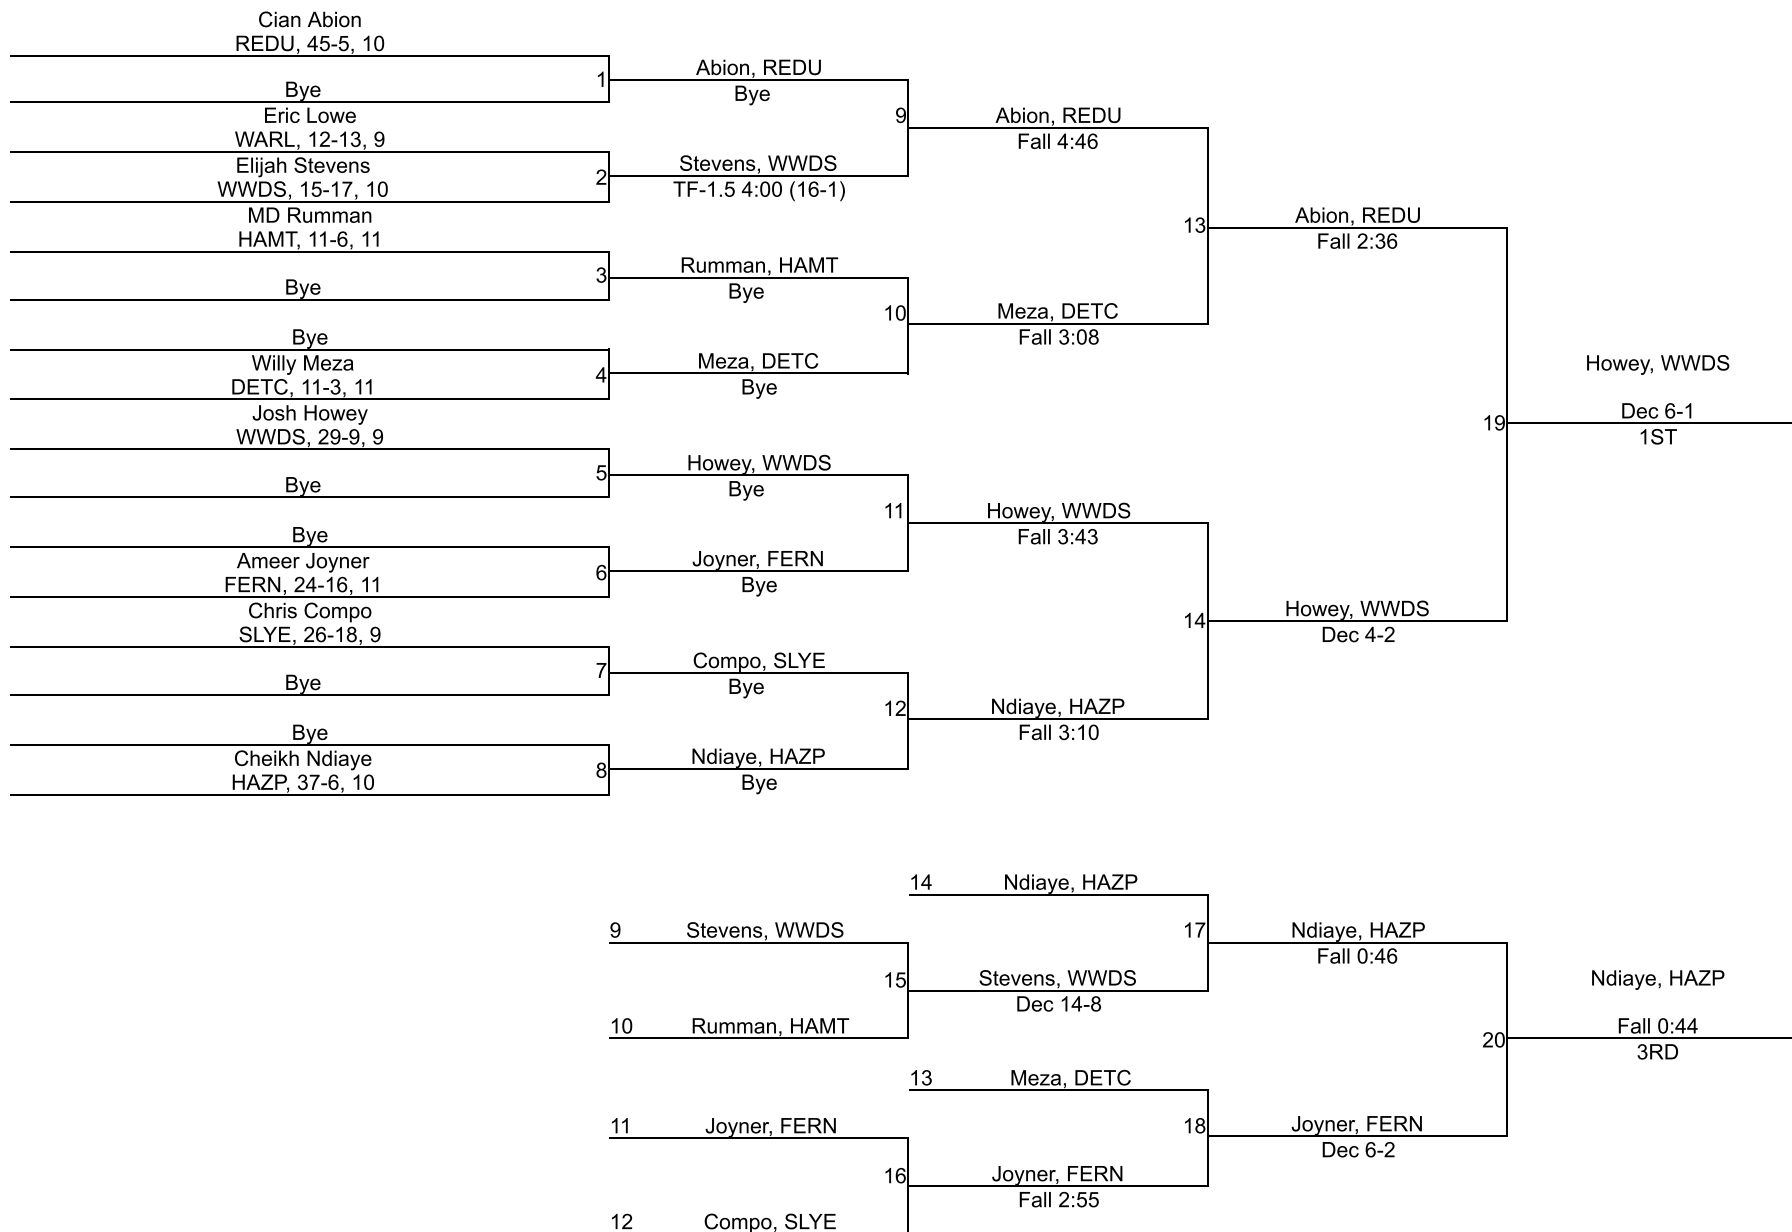 Cian Abion
REDU, 45-5, 10
Bye
Eric Lowe
WARL, 12-13, 9
Elijah Stevens
WWDS, 15-17, 10
MD Rumman
HAMT, 11-6, 11
Bye
Bye
Willy Meza
DETC, 11-3, 11
Josh Howey
WWDS, 29-9, 9
Bye
Bye
Ameer Joyner
FERN, 24-16, 11
Chris Compo
SLYE, 26-18, 9
Bye
Bye
Cheikh Ndiaye
HAZP, 37-6, 10
1
2
3
4
5
6
7
8
Abion, REDU
Bye
Stevens, WWDS
TF-1.5 4:00 (16-1)
Rumman, HAMT
Bye
Meza, DETC
Bye
Howey, WWDS
Bye
Joyner, FERN
Bye
Compo, SLYE
Bye
Ndiaye, HAZP
Bye
9
10
11
12
Abion, REDU
Fall 4:46
Meza, DETC
Fall 3:08
Howey, WWDS
Fall 3:43
Ndiaye, HAZP
Fall 3:10
13
14
Abion, REDU
Fall 2:36
Howey, WWDS
Dec 4-2
19
Howey, WWDS
Dec 6-1
1ST
9 Stevens, WWDS
10 Rumman, HAMT
11 Joyner, FERN
12 Compo, SLYE
15
16
14 Ndiaye, HAZP
Stevens, WWDS
Dec 14-8
13 Meza, DETC
Joyner, FERN
Fall 2:55
17
18
Ndiaye, HAZP
Fall 0:46
Joyner, FERN
Dec 6-2
20
Ndiaye, HAZP
Fall 0:44
3RD